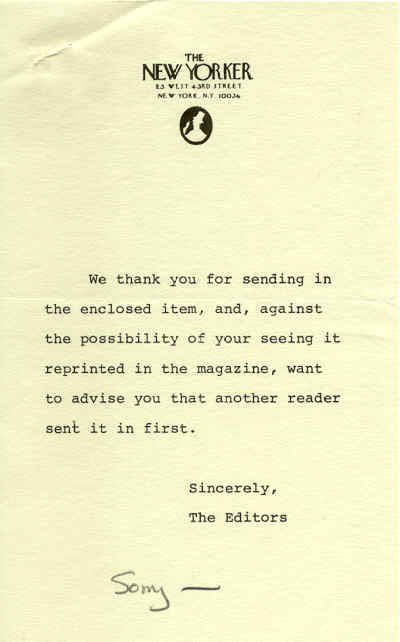 THE
NEW YORKER
25 WEST 43RD STREET
NEW YORK, N.Y. 10036
We thank you for sending in
the enclosed item, and, against
the possibility of your seeing it
reprinted in the magazine, want
to advise you that another reader
sent it in first.
Sincerely,
The Editors
Sorry —